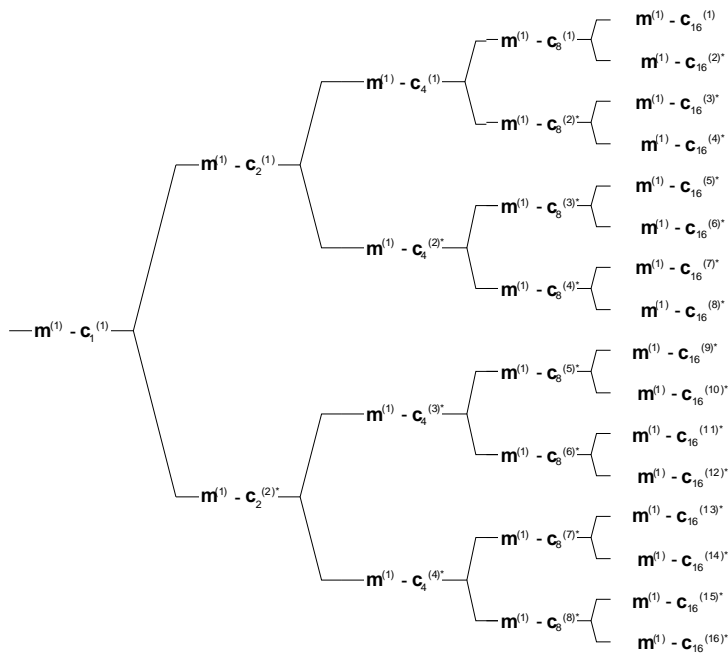 m(1) - c16(1)
m(1) - c8(1)
m(1) - c16(2)*
m(1) - c4(1)
m(1) - c16(3)*
m(1) - c8(2)*
m(1) - c16(4)*
m(1) - c2(1)
m(1) - c16(5)*
m(1) - c8(3)*
m(1) - c16(6)*
m(1) - c4(2)*
m(1) - c16(7)*
m(1) - c8(4)*
m(1) - c16(8)*
m(1) - c1(1)
m(1) - c16(9)*
m(1) - c8(5)*
m(1) - c16(10)*
m(1) - c4(3)*
m(1) - c16(11)*
m(1) - c8(6)*
m(1) - c16(12)*
m(1) - c2(2)*
m(1) - c16(13)*
m(1) - c8(7)*
m(1) - c16(14)*
m(1) - c4(4)*
m(1) - c16(15)*
m(1) - c8(8)*
m(1) - c16(16)*